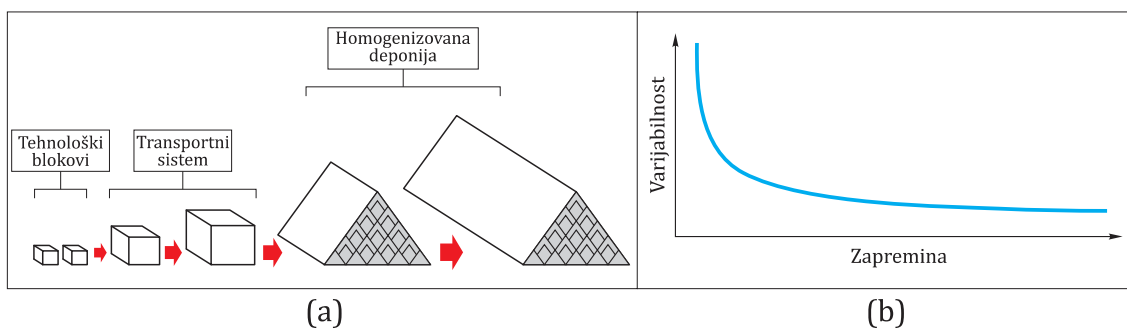 Homogenizovana
deponija
Tehnološki
blokovi
Transportni
sistem
(a)
Varijabilnost
Zapremina
(b)